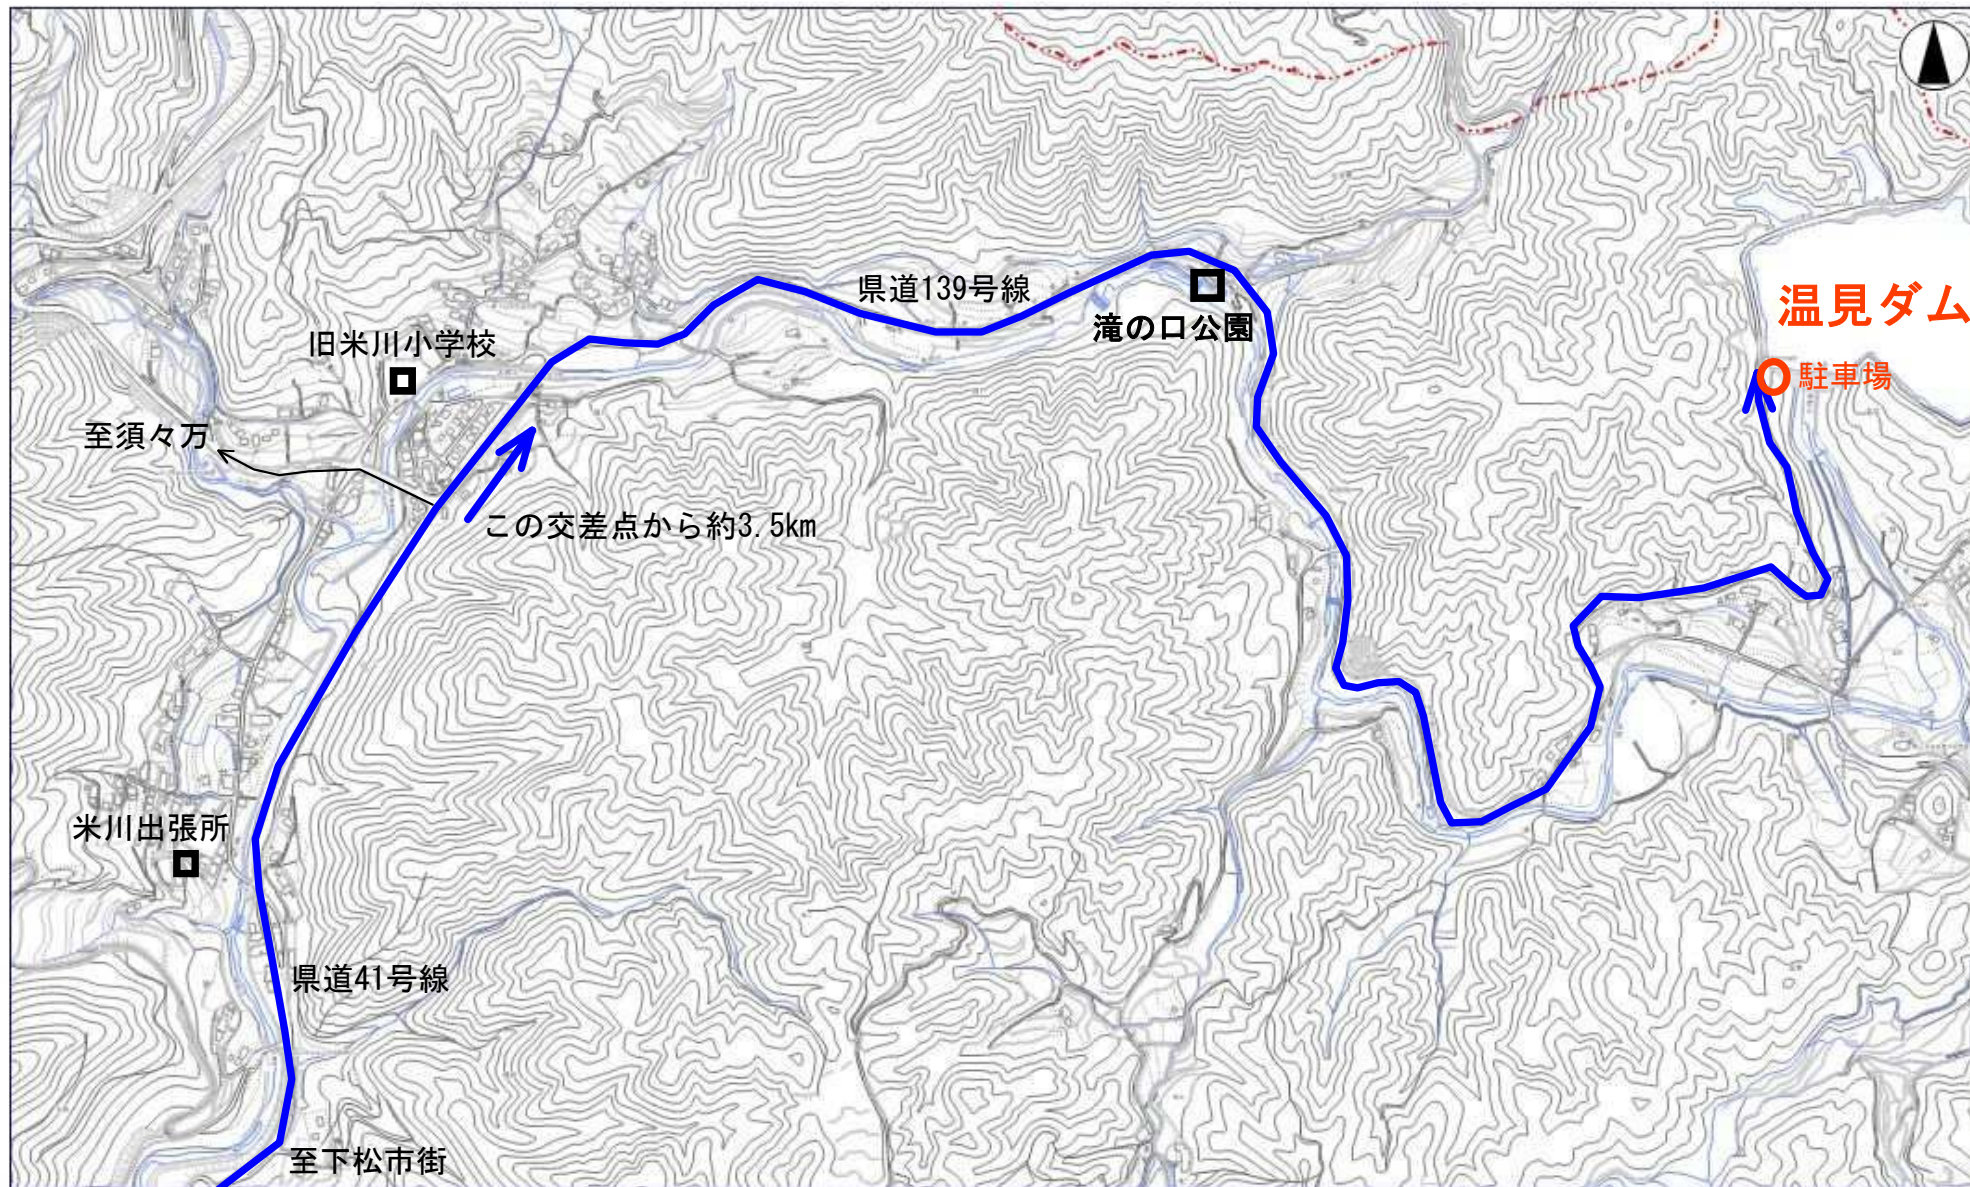 県道139号線
温見ダム
滝の口公園
旧米川小学校
駐車場
至須々万
この交差点から約3.5km
米川出張所
県道41号線
至下松市街